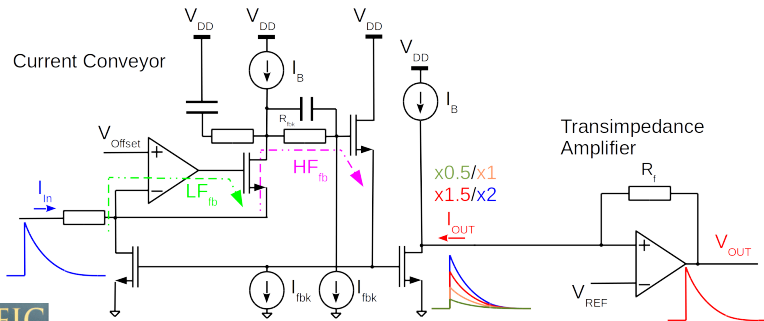 VDD
VDD
VDD
VDD
Current Conveyor
IB
IB
Rfbk
VOffset
+
−
HFfb
LFfb
IIn
x0.5/x1
x1.5/x2
IOUT
Ifbk
Ifbk
Transimpedance
Amplifier
Rf
+
−
VREF
VOUT